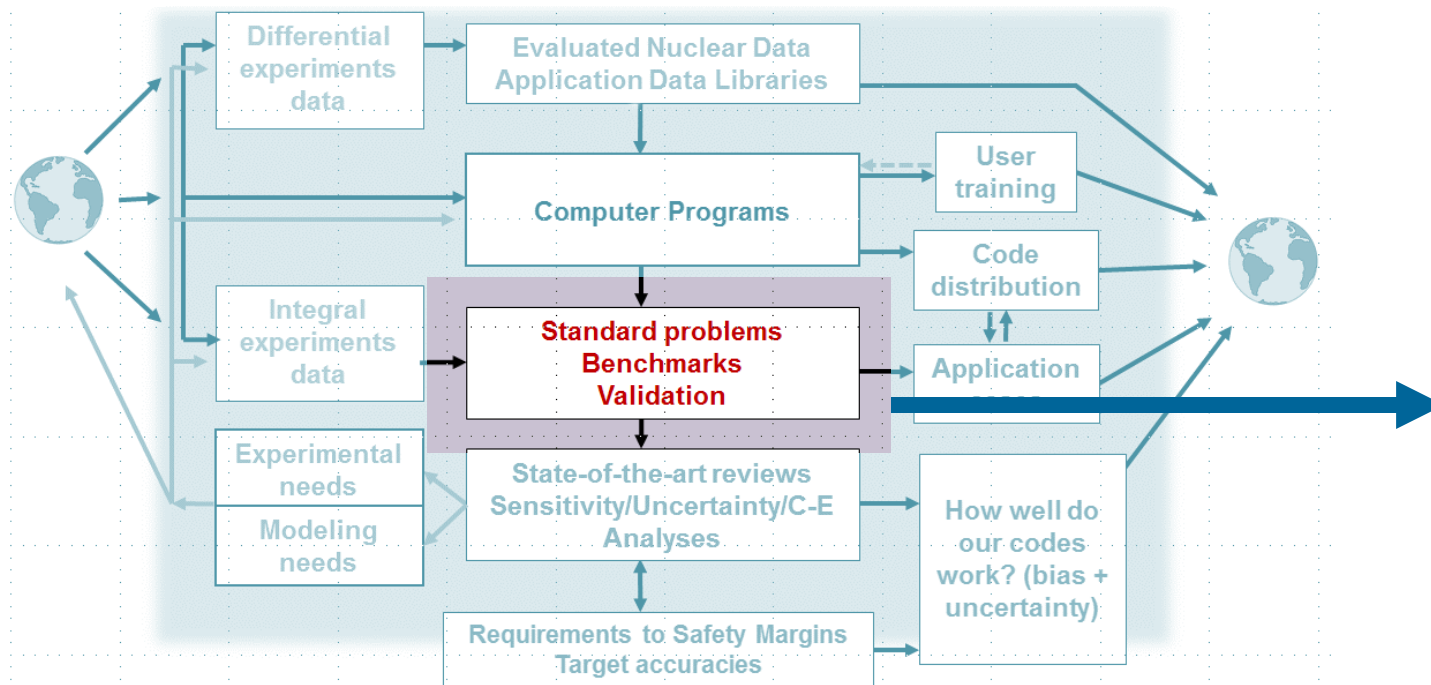 Differential
experiments
data
Evaluated Nuclear Data
Application Data Libraries
User
training
Computer Programs
Code
distribution
Integral
experiments
data
Standard problems
Benchmarks
Validation
Application
Experimental
needs
Modeling
needs
State-of-the-art reviews
Sensitivity/Uncertainty/C-E
Analyses
How well do
our codes
work? (bias +
uncertainty)
Requirements to Safety Margins
Target accuracies